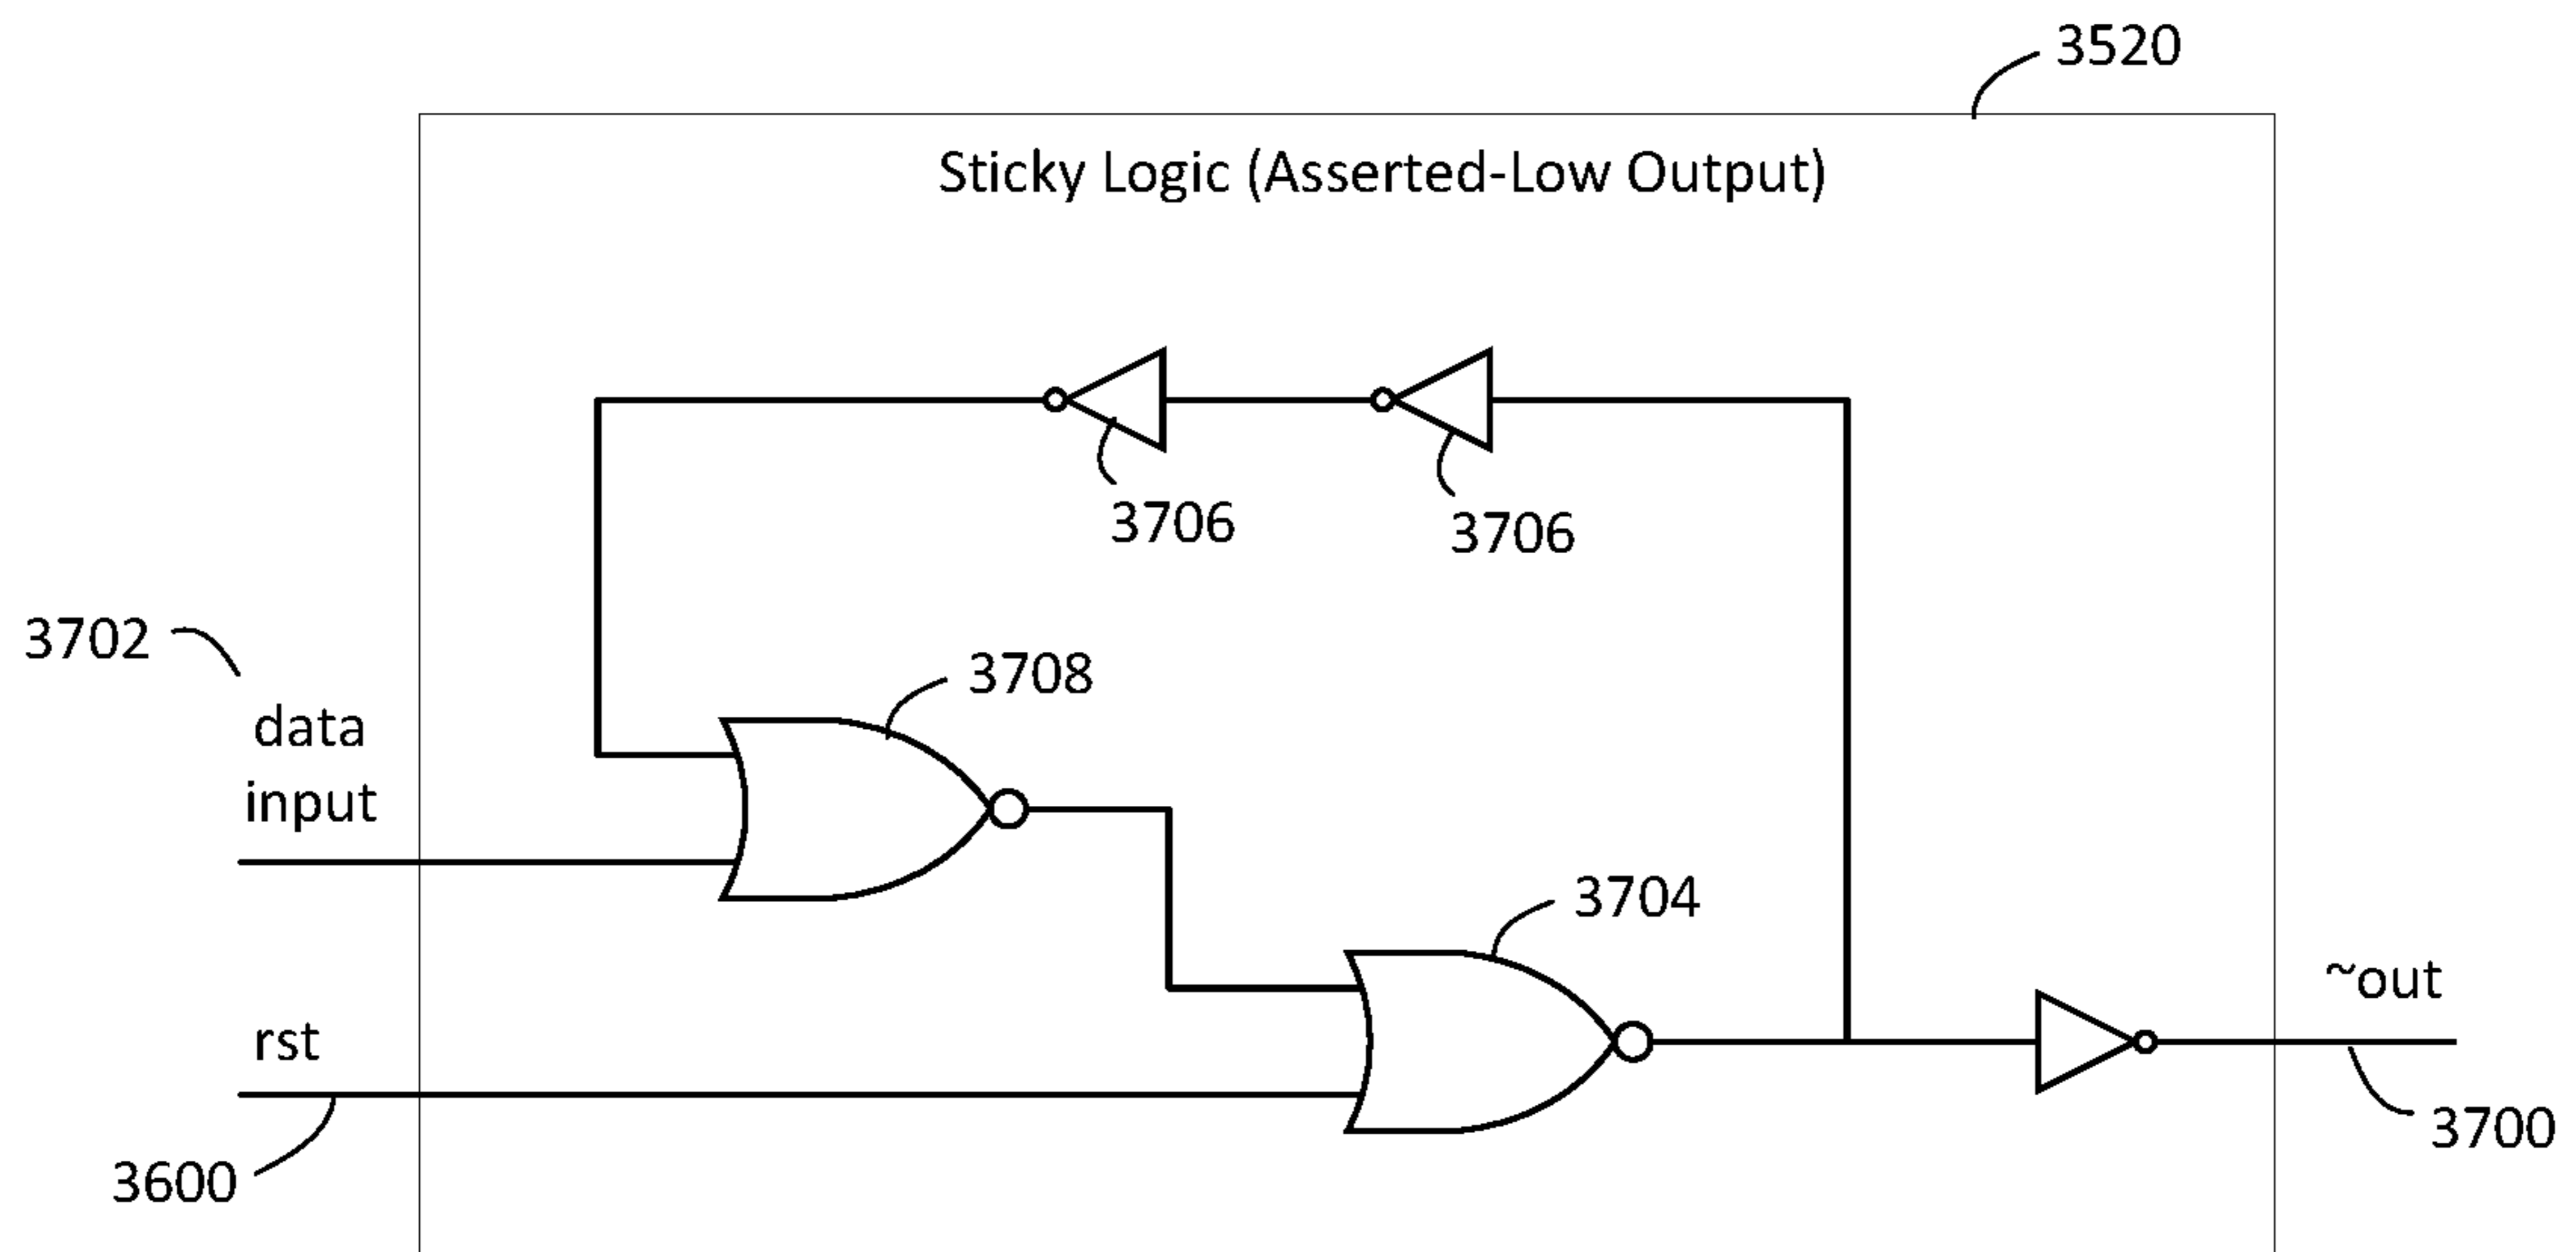 3520
Sticky Logic (Asserted-Low Output)
3706
3706
3702
3708
data
input
3704
~out
rst
3700
3600